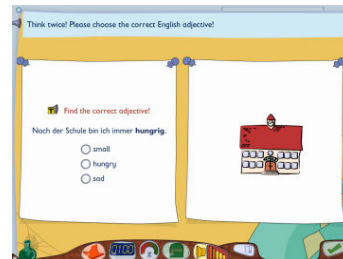 Think twice! Please choose the correct English adjective!
Find the correct adjective!
Nach der Schule bin ich immer hungrig.
small
hungry
sad